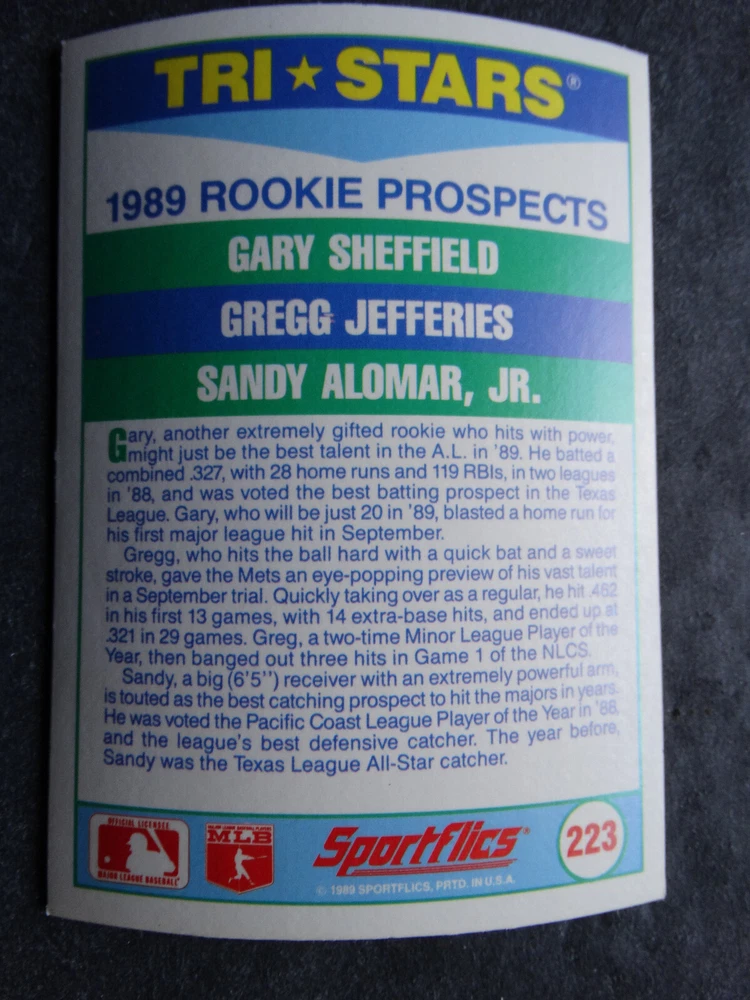 TRI ★ STARS®
1989 ROOKIE PROSPECTS
GARY SHEFFIELD
GREGG JEFFERIES
SANDY ALOMAR, JR.
Gary, another extremely gifted rookie who hits with power,
might just be the best talent in the A.L. in '89. He batted a
combined .327, with 28 home runs and 119 RBIs, in two leagues
in '88, and was voted the best batting prospect in the Texas
League. Gary, who will be just 20 in '89, blasted a home run for
his first major league hit in September.
Gregg, who hits the ball hard with a quick bat and a sweet
stroke, gave the Mets an eye-popping preview of his vast talent
in a September trial. Quickly taking over as a regular, he hit .462
in his first 13 games, with 14 extra-base hits, and ended up at
.321 in 29 games. Greg, a two-time Minor League Player of the
Year, then banged out three hits in Game 1 of the NLCS.
Sandy, a big (6'5'') receiver with an extremely powerful arm,
is touted as the best catching prospect to hit the majors in years.
He was voted the Pacific Coast League Player of the Year in '88,
and the league's best defensive catcher. The year before,
Sandy was the Texas League All-Star catcher.
OFFICIAL LICENSEE
MAJOR LEAGUE BASEBALL
MAJOR LEAGUE BASEBALL PLAYERS
MLB
Sportflics®
© 1989 SPORTFLICS, PRTD. IN U.S.A.
223